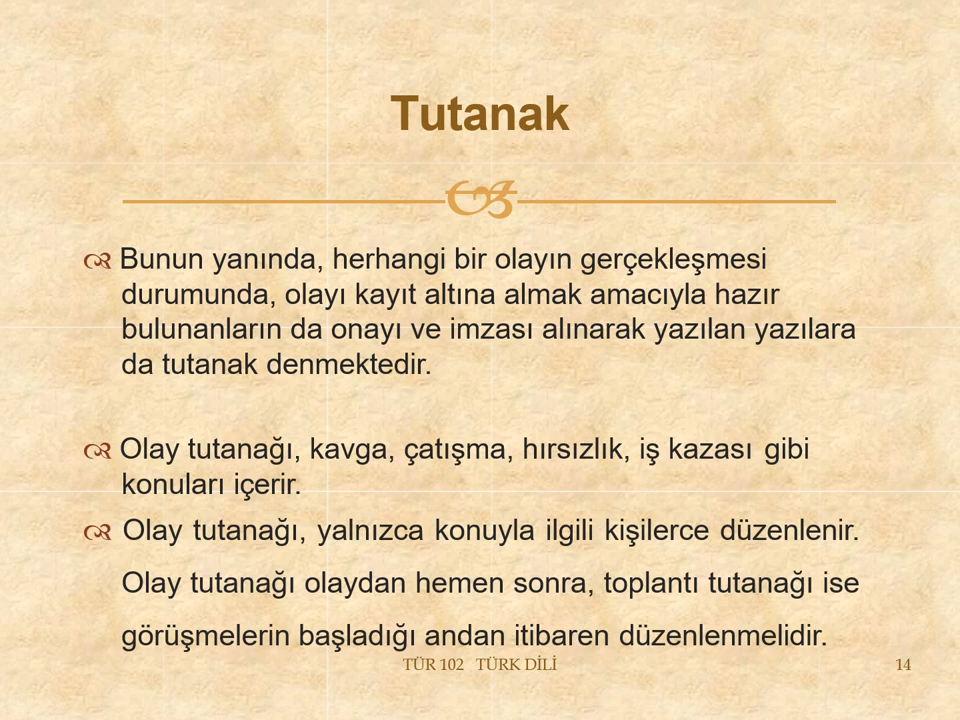 Tutanak
Bunun yanında, herhangi bir olayın gerçekleşmesi
durumunda, olayı kayıt altına almak amacıyla hazır
bulunanların da onayı ve imzası alınarak yazılan yazılara
da tutanak denmektedir.
Olay tutanağı, kavga, çatışma, hırsızlık, iş kazası gibi
konuları içerir.
Olay tutanağı, yalnızca konuyla ilgili kişilerce düzenlenir.
Olay tutanağı olaydan hemen sonra, toplantı tutanağı ise
görüşmelerin başladığı andan itibaren düzenlenmelidir.
TÜR 102 TÜRK DİLİ 14